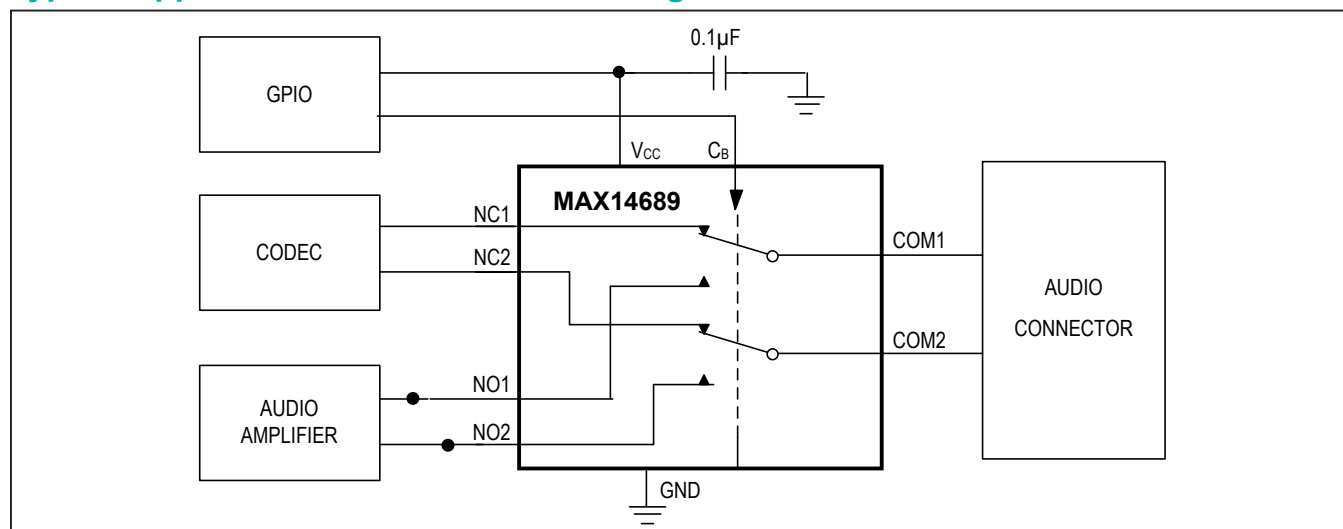 0.1µF
GPIO
VCC
CB
MAX14689
NC1
NC2
CODEC
COM1
AUDIO
CONNECTOR
COM2
NO1
AUDIO
AMPLIFIER
NO2
GND